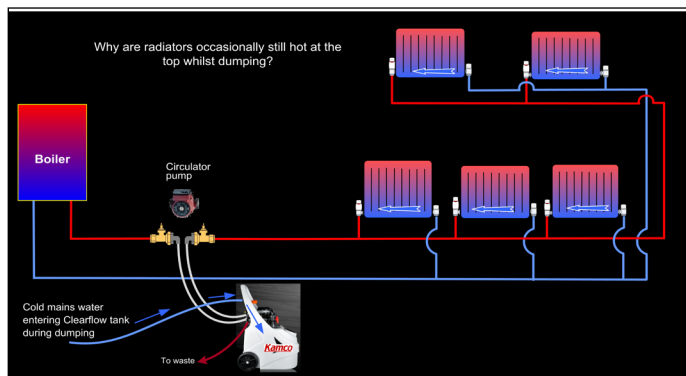 Why are radiators occasionally still hot at the
top whilst dumping?
Boiler
Circulator
pump
Cold mains water
entering Clearflow tank
during dumping
Kamco
To waste